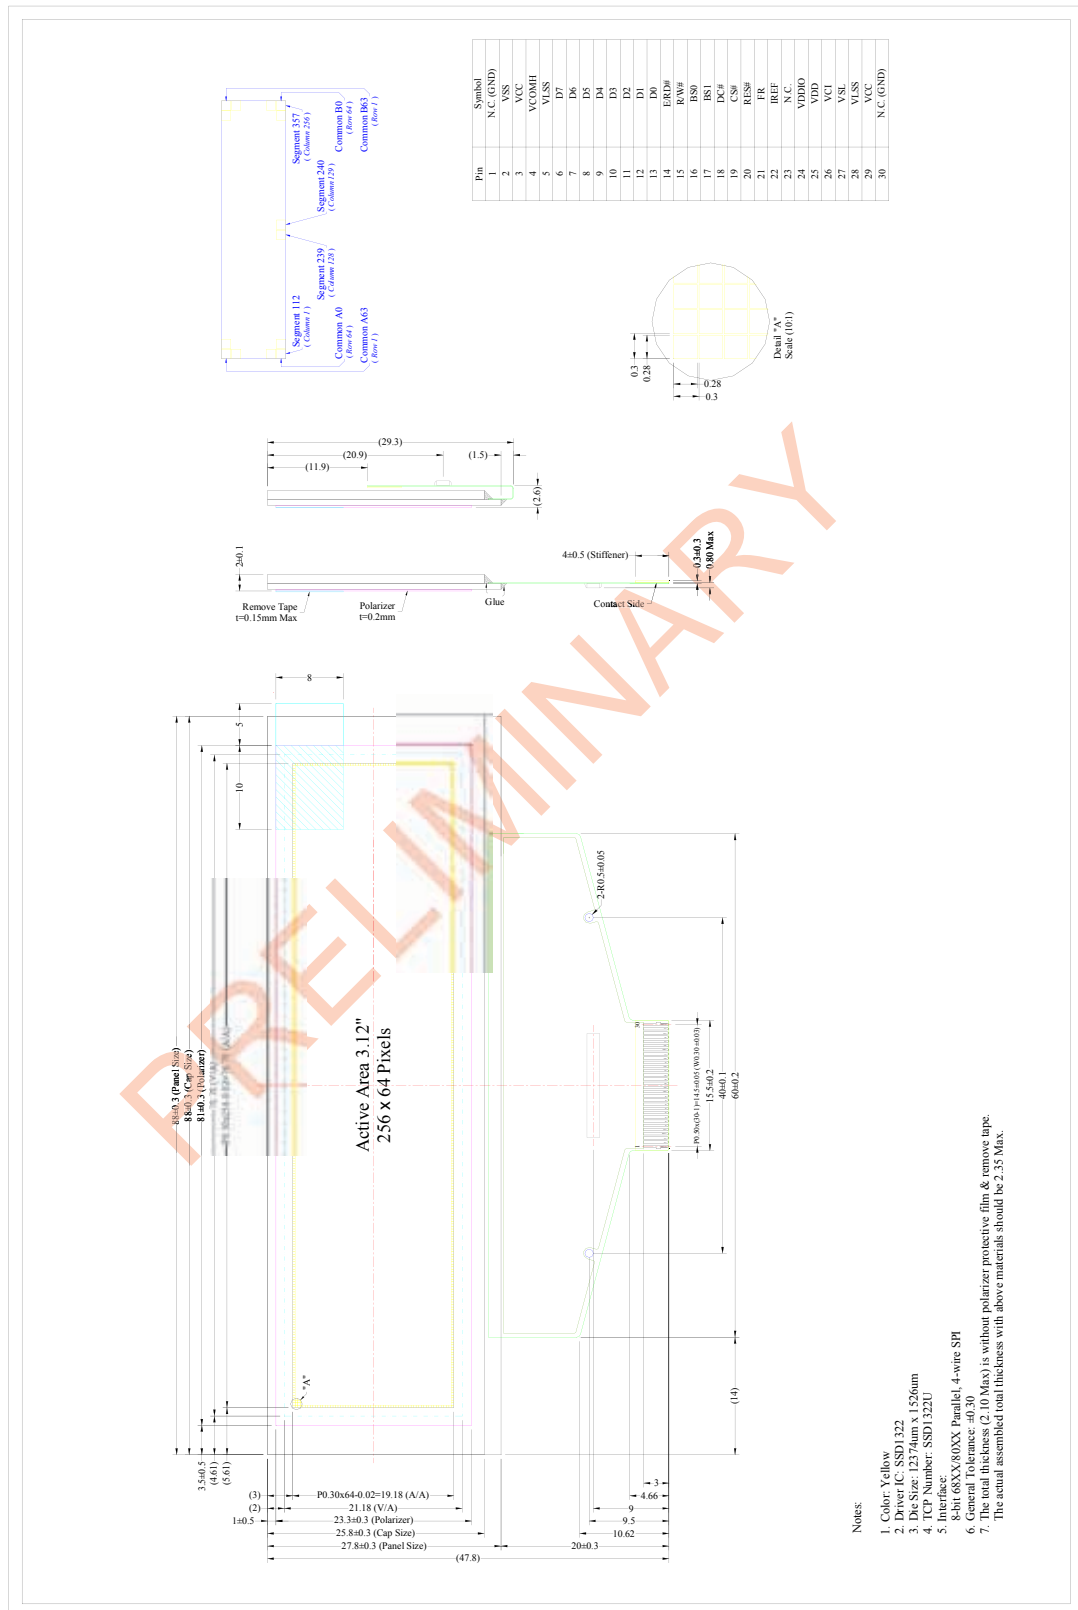 Pin Symbol
1 N.C. (GND)
2 VSS
3 VCC
4 VCOMH
5 VLSS
6 D7
7 D6
8 D5
9 D4
10 D3
11 D2
12 D1
13 D0
14 E/RD#
15 R/W#
16 BS0
17 BS1
18 DC#
19 CS#
20 RES#
21 FR
22 IREF
23 N.C.
24 VDDIO
25 VDD
26 VCI
27 VSL
28 VLSS
29 VCC
30 N.C. (GND)
Segment 357
( Column 256 )
Common B0
( Row 64 )
Common B63
( Row 1 )
Segment 240
( Column 129 )
Segment 239
( Column 128 )
Segment 112
( Column 1 )
Common A0
( Row 64 )
Common A63
( Row 1 )
0.3
0.28
0.28
0.3
Detail "A"
Scale (10:1)
(29.3)
(20.9)
(1.5)
(11.9)
(2.6)
2±0.1
4±0.5 (Stiffener)
0.3±0.3
0.80 Max
Remove Tape
t=0.15mm Max
Polarizer
t=0.2mm
Glue
Contact Side
8
5
10
88±0.3 (Panel Size)
88±0.3 (Cap Size)
81±0.3 (Polarizer)
Active Area 3.12"
256 x 64 Pixels
PRELIMINARY
2-R0.5±0.05
30
1
P0.50x(30-1)=14.5±0.05 (W0.30±0.03)
15.5±0.2
40±0.1
60±0.2
(14)
"A"
3.5±0.5
(4.61)
(5.61)
(3)
P0.30x64-0.02=19.18 (A/A)
(2)
21.18 (V/A)
1±0.5
23.3±0.3 (Polarizer)
25.8±0.3 (Cap Size)
27.8±0.3 (Panel Size)
(47.8)
3
4.66
9
9.5
10.62
20±0.3
Notes:
1. Color: Yellow
2. Driver IC: SSD1322
3. Die Size: 12374um x 1526um
4. TCP Number: SSD1322U
5. Interface:
8-bit 68XX/80XX Parallel, 4-wire SPI
6. General Tolerance: ±0.30
7. The total thickness (2.10 Max) is without polarizer protective film & remove tape.
The actual assembled total thickness with above materials should be 2.35 Max.